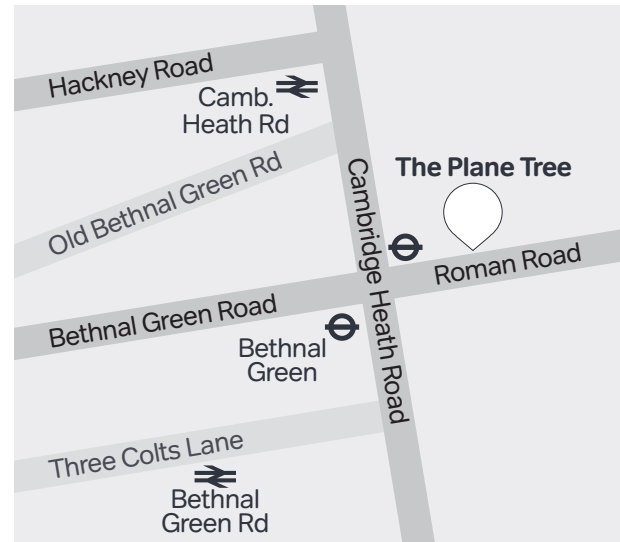 Hackney Road
Camb.
Heath Rd
Old Bethnal Green Rd
Cambridge Heath Road
The Plane Tree
Roman Road
Bethnal Green Road
Bethnal
Green
Three Colts Lane
Bethnal
Green Rd